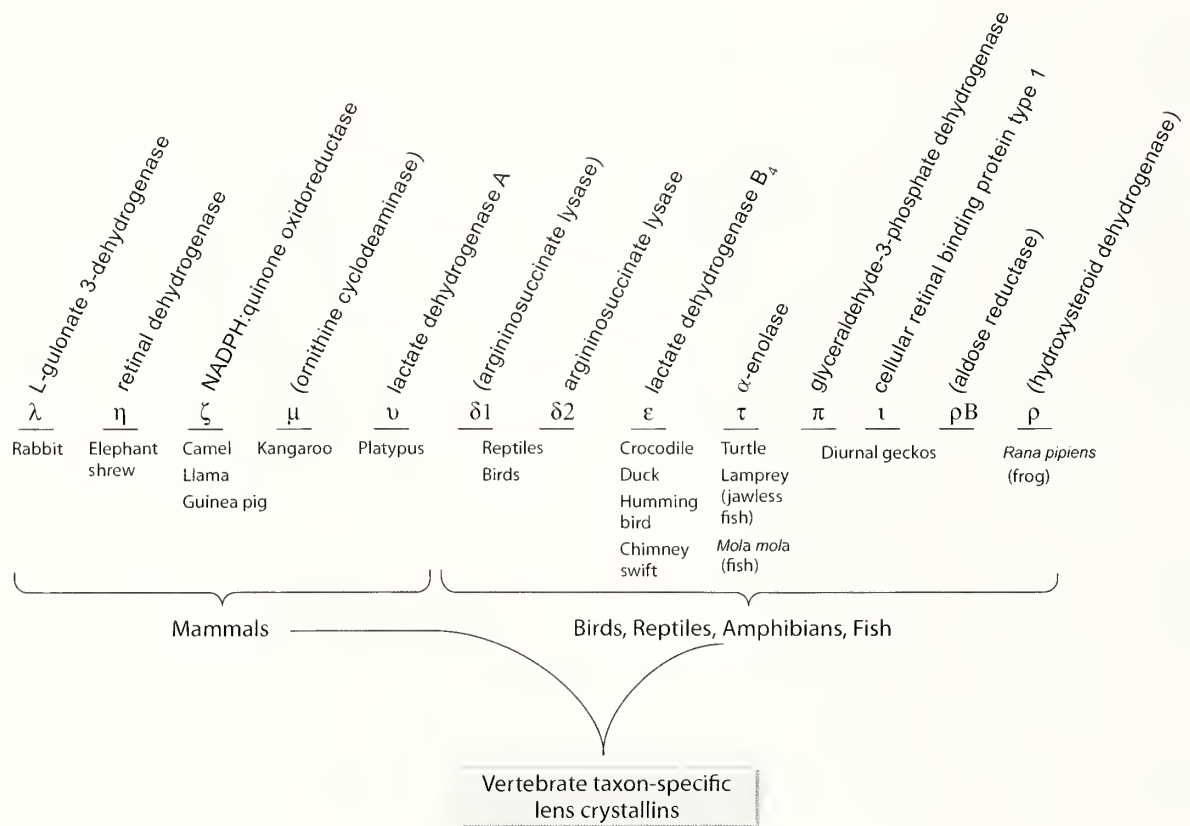 L-gulonate 3-dehydrogenase
retinal dehydrogenase
NADPH:quinone oxidoreductase
(ornithine cyclodeaminase)
lactate dehydrogenase A
(argininosuccinate lysase)
argininosuccinate lysase
lactate dehydrogenase B₄
α-enolase
glyceraldehyde-3-phosphate dehydrogenase
cellular retinal binding protein type 1
(aldose reductase)
(hydroxysteroid dehydrogenase)
λ η ζ μ υ δ1 δ2 ε τ π ι ρB ρ
Rabbit
Elephant
shrew
Camel
Llama
Guinea pig
Kangaroo
Platypus
Reptiles
Birds
Crocodile
Duck
Humming
bird
Chimney
swift
Turtle
Lamprey
(jawless
fish)
Mola mola
(fish)
Diurnal geckos
Rana pipiens
(frog)
Mammals
Birds, Reptiles, Amphibians, Fish
Vertebrate taxon-specific
lens crystallins